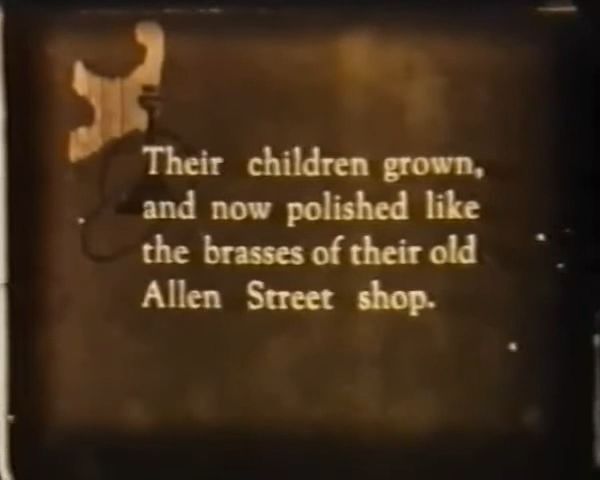 Their children grown,
and now polished like
the brasses of their old
Allen Street shop.